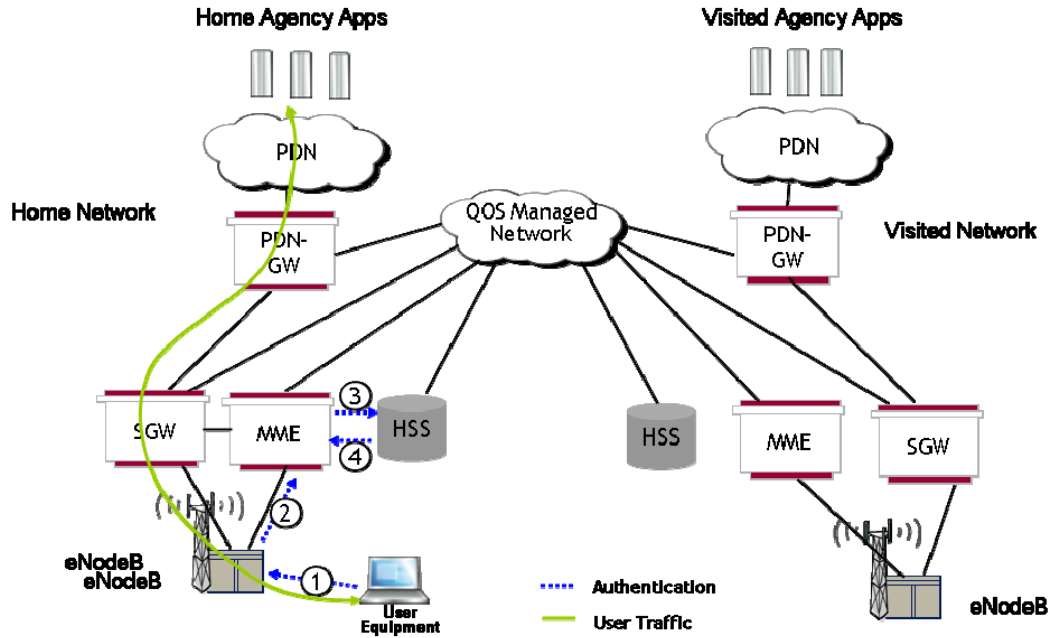 Home Agency Apps
Visited Agency Apps
PDN
PDN
Home Network
QOS Managed
Network
Visited Network
PDN-
GW
PDN-
GW
SGW
MME
3
4
HSS
HSS
MME
SGW
2
eNodeB
eNodeB
1
User
Equipment
Authentication
User Traffic
eNodeB